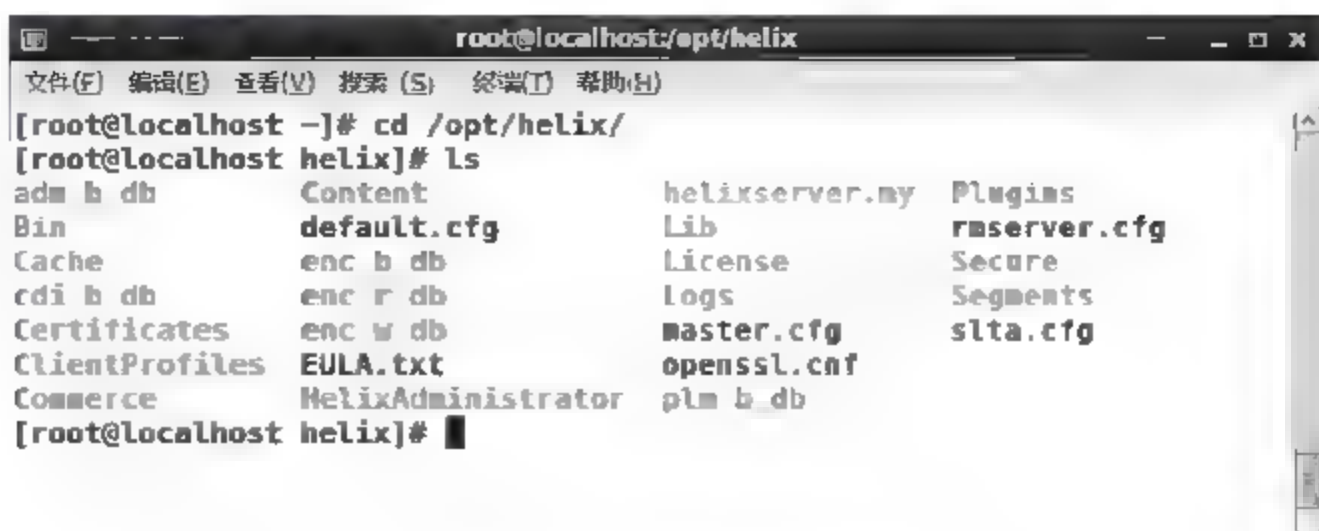 root@localhost:/opt/helix
文件(F) 编辑(E) 查看(V) 搜索 (S) 终端(T) 帮助(H)
[root@localhost ~]# cd /opt/helix/
[root@localhost helix]# ls
adm b db Content helixserver.my Plugins
Bin default.cfg Lib rmserver.cfg
Cache enc b db License Secure
cdi b db enc r db Logs Segments
Certificates enc w db master.cfg slta.cfg
ClientProfiles EULA.txt openssl.cnf
Commerce HelixAdministrator plm b db
[root@localhost helix]#